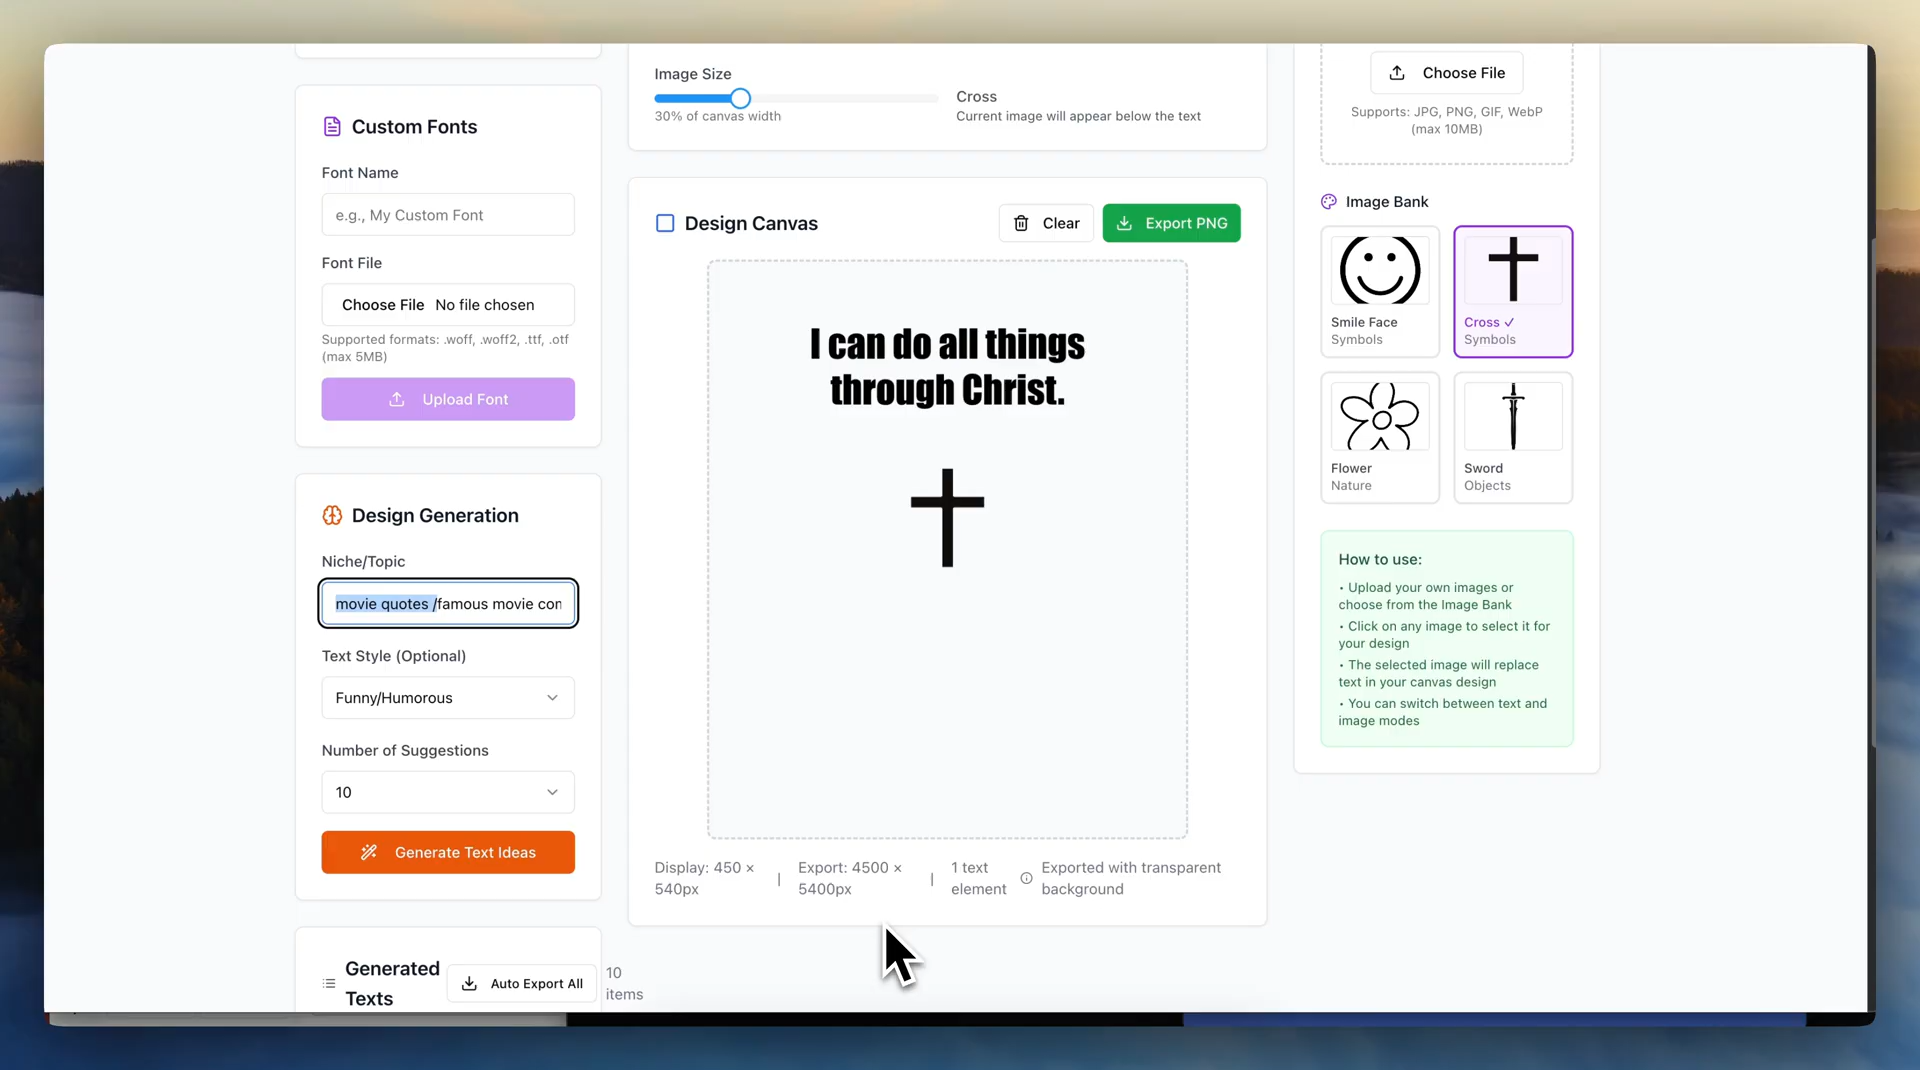 Custom Fonts
Font Name
e.g., My Custom Font
Font File
Choose File No file chosen
Supported formats: .woff, .woff2, .ttf, .otf
(max 5MB)
Upload Font
Design Generation
Niche/Topic
movie quotes /famous movie con
Text Style (Optional)
Funny/Humorous
Number of Suggestions
10
Generate Text Ideas
Generated
Texts
Auto Export All
10
items
Image Size
30% of canvas width
Cross
Current image will appear below the text
Design Canvas
Clear
Export PNG
I can do all things
through Christ.
Display: 450 ×
540px
|
Export: 4500 ×
5400px
|
1 text
element
Exported with transparent
background
Choose File
Supports: JPG, PNG, GIF, WebP
(max 10MB)
Image Bank
Smile Face
Symbols
Cross ✓
Symbols
Flower
Nature
Sword
Objects
How to use:
• Upload your own images or
choose from the Image Bank
• Click on any image to select it for
your design
• The selected image will replace
text in your canvas design
• You can switch between text and
image modes